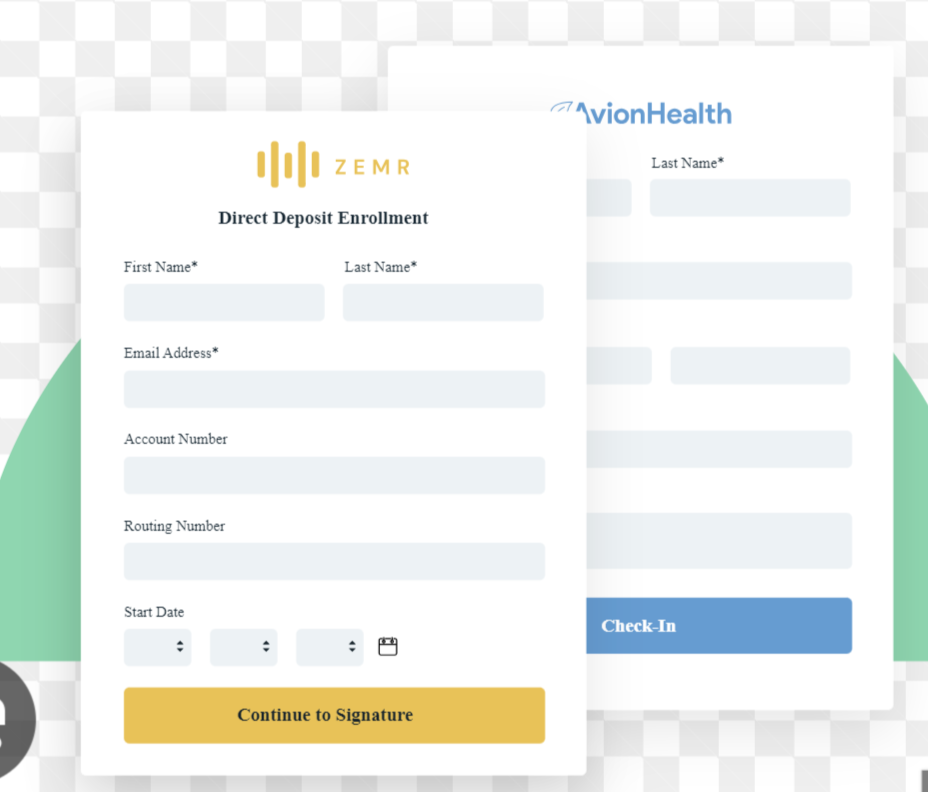 AvionHealth
Last Name*
Check-In
ZEMR
Direct Deposit Enrollment
First Name* Last Name*
Email Address*
Account Number
Routing Number
Start Date
Continue to Signature